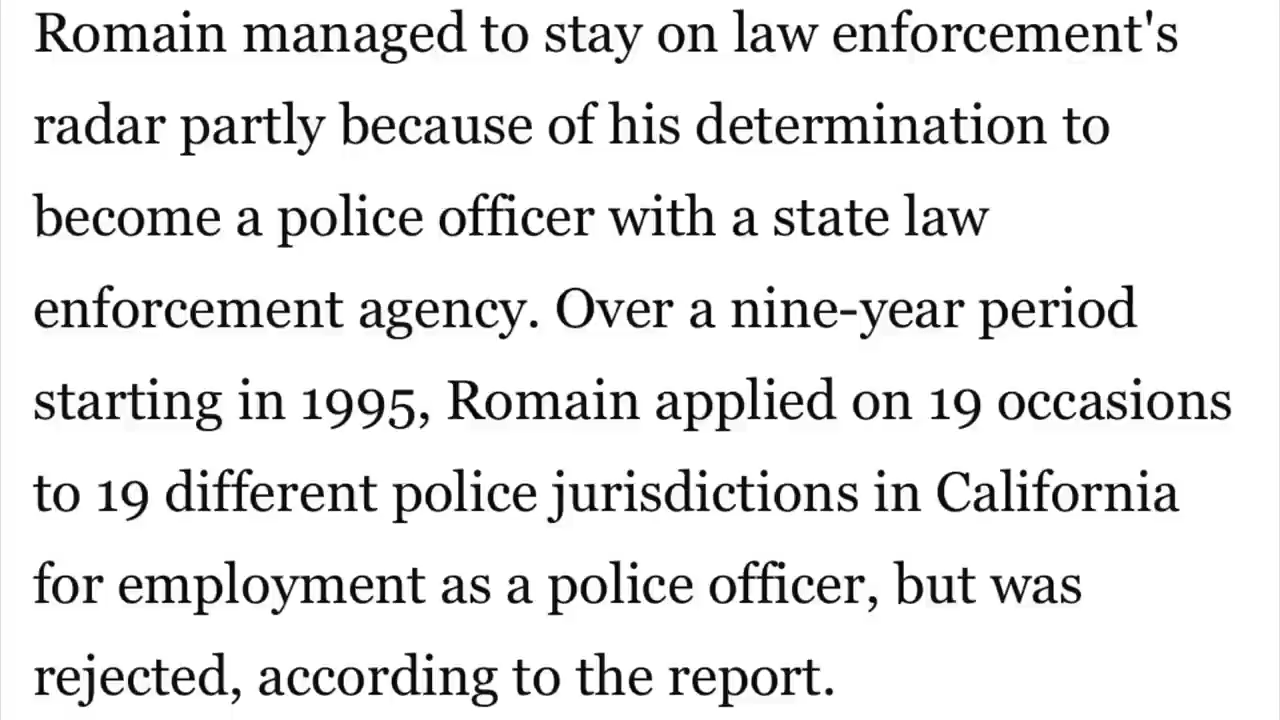 Romain managed to stay on law enforcement's
radar partly because of his determination to
become a police officer with a state law
enforcement agency. Over a nine-year period
starting in 1995, Romain applied on 19 occasions
to 19 different police jurisdictions in California
for employment as a police officer, but was
rejected, according to the report.